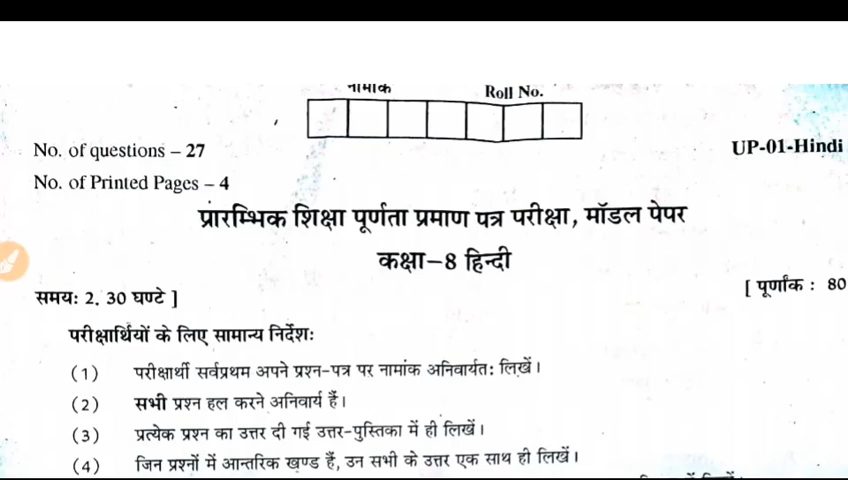 नामांक Roll No.
No. of questions – 27 UP-01-Hindi
No. of Printed Pages – 4
प्रारम्भिक शिक्षा पूर्णता प्रमाण पत्र परीक्षा, मॉडल पेपर
कक्षा–8 हिन्दी
समय: 2. 30 घण्टे ] [ पूर्णांक : 80
परीक्षार्थियों के लिए सामान्य निर्देश:
(1) परीक्षार्थी सर्वप्रथम अपने प्रश्न-पत्र पर नामांक अनिवार्यत: लिखें।
(2) सभी प्रश्न हल करने अनिवार्य हैं।
(3) प्रत्येक प्रश्न का उत्तर दी गई उत्तर-पुस्तिका में ही लिखें।
(4) जिन प्रश्नों में आन्तरिक खण्ड हैं, उन सभी के उत्तर एक साथ ही लिखें।